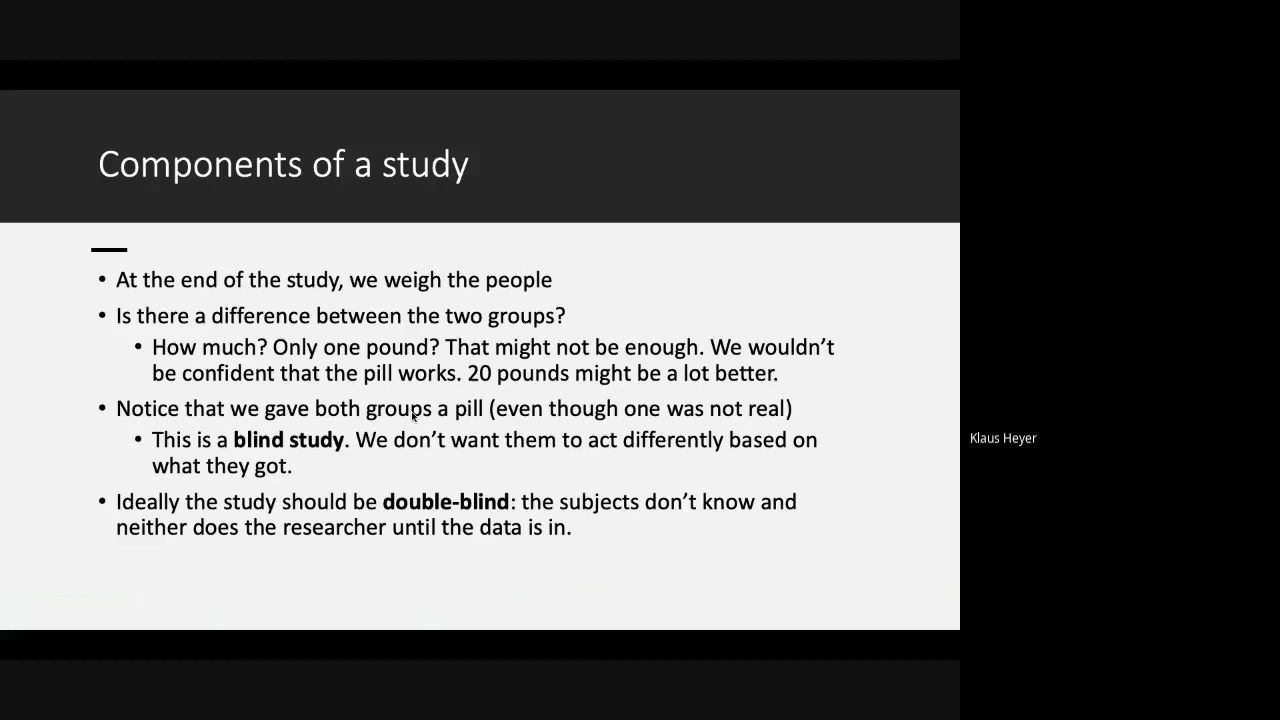 Components of a study
• At the end of the study, we weigh the people
• Is there a difference between the two groups?
• How much? Only one pound? That might not be enough. We wouldn’t
be confident that the pill works. 20 pounds might be a lot better.
• Notice that we gave both groups a pill (even though one was not real)
• This is a blind study. We don’t want them to act differently based on
what they got.
• Ideally the study should be double-blind: the subjects don’t know and
neither does the researcher until the data is in.
Klaus Heyer